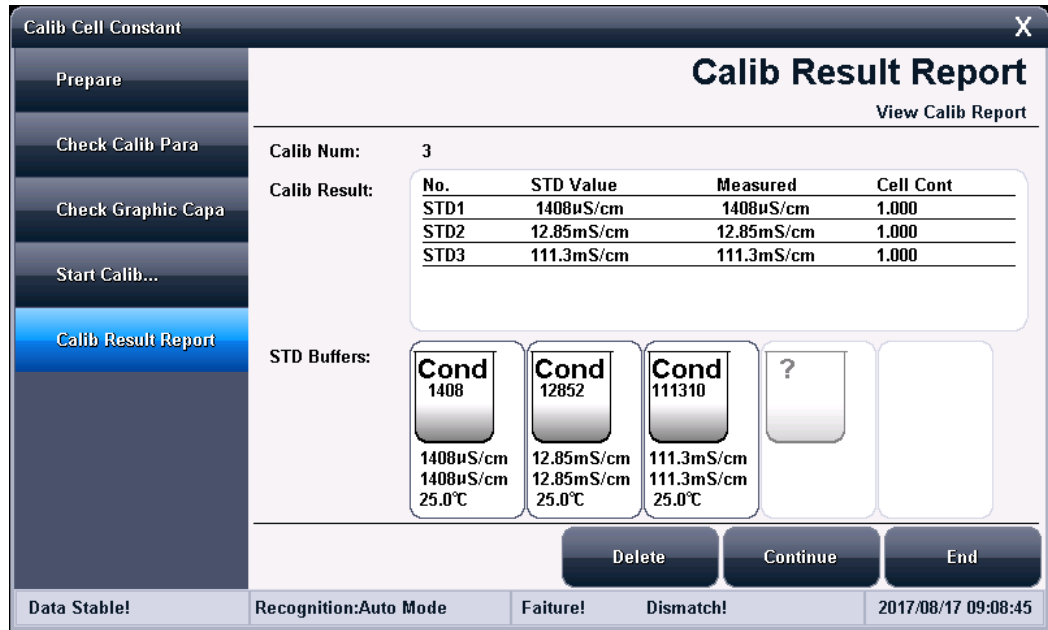 Calib Cell Constant X
Prepare
Check Calib Para
Check Graphic Capa
Start Calib...
Calib Result Report
Calib Result Report
View Calib Report
Calib Num: 3
Calib Result:
No. STD Value Measured Cell Cont
STD1 1408µS/cm 1408µS/cm 1.000
STD2 12.85mS/cm 12.85mS/cm 1.000
STD3 111.3mS/cm 111.3mS/cm 1.000
STD Buffers:
Cond Cond Cond ?
1408 12852 111310
1408µS/cm 12.85mS/cm 111.3mS/cm
1408µS/cm 12.85mS/cm 111.3mS/cm
25.0℃ 25.0℃ 25.0℃
Delete Continue End
Data Stable! Recognition:Auto Mode Faiture! Dismatch! 2017/08/17 09:08:45